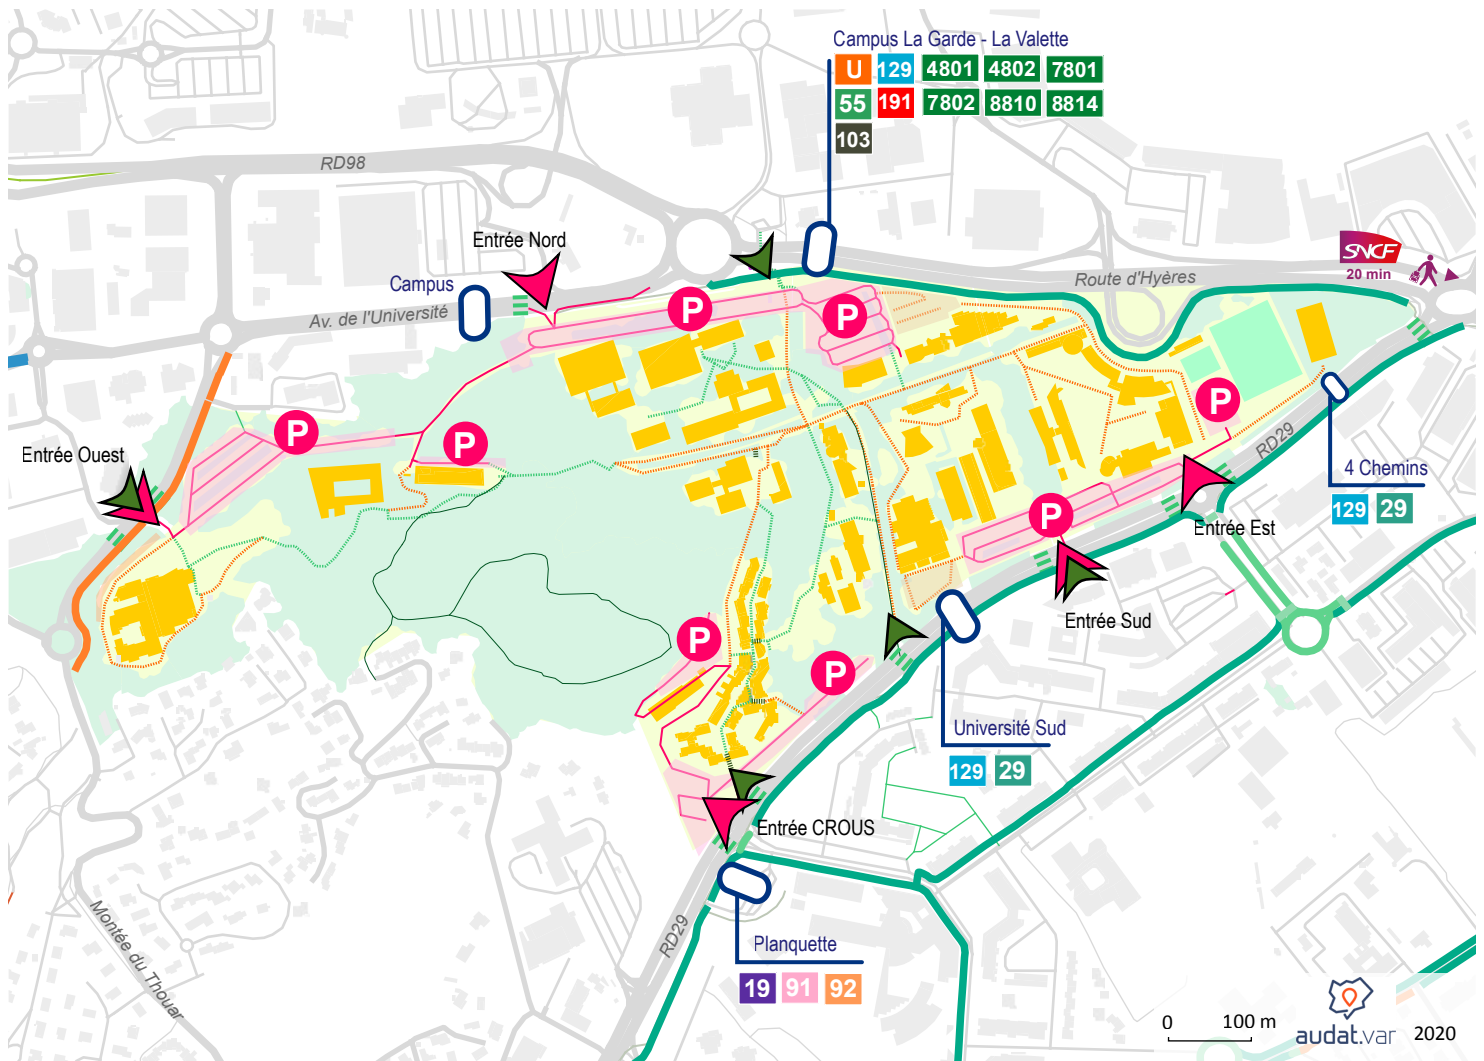 Campus La Garde - La Valette
U 129 4801 4802 7801
55 191 7802 8810 8814
103
RD98
Entrée Nord
SNCF
20 min
Route d'Hyères
Campus
Av. de l'Université
P
P
P
P
P
Entrée Ouest
RD29
4 Chemins
129 29
P
Entrée Est
Entrée Sud
P
P
Université Sud
129 29
Entrée CROUS
Montée du Thouar
RD29
Planquette
19 91 92
0 100 m
audat.var 2020